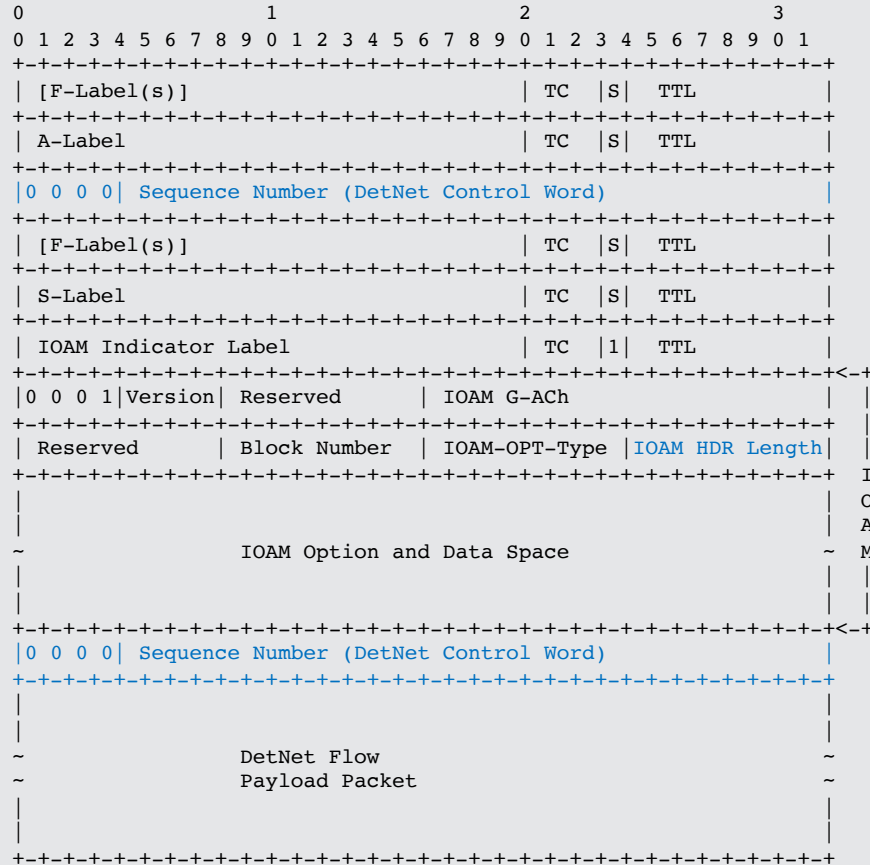 0                   1                   2                   3
0 1 2 3 4 5 6 7 8 9 0 1 2 3 4 5 6 7 8 9 0 1 2 3 4 5 6 7 8 9 0 1
+-+-+-+-+-+-+-+-+-+-+-+-+-+-+-+-+-+-+-+-+-+-+-+-+-+-+-+-+-+-+-+-+
| [F-Label(s)]                          | TC  |S|  TTL          |
+-+-+-+-+-+-+-+-+-+-+-+-+-+-+-+-+-+-+-+-+-+-+-+-+-+-+-+-+-+-+-+-+
| A-Label                               | TC  |S|  TTL          |
+-+-+-+-+-+-+-+-+-+-+-+-+-+-+-+-+-+-+-+-+-+-+-+-+-+-+-+-+-+-+-+-+
|0 0 0 0| Sequence Number (DetNet Control Word)                 |
+-+-+-+-+-+-+-+-+-+-+-+-+-+-+-+-+-+-+-+-+-+-+-+-+-+-+-+-+-+-+-+-+
| [F-Label(s)]                          | TC  |S|  TTL          |
+-+-+-+-+-+-+-+-+-+-+-+-+-+-+-+-+-+-+-+-+-+-+-+-+-+-+-+-+-+-+-+-+
| S-Label                               | TC  |S|  TTL          |
+-+-+-+-+-+-+-+-+-+-+-+-+-+-+-+-+-+-+-+-+-+-+-+-+-+-+-+-+-+-+-+-+
| IOAM Indicator Label                  | TC  |1|  TTL          |
+-+-+-+-+-+-+-+-+-+-+-+-+-+-+-+-+-+-+-+-+-+-+-+-+-+-+-+-+-+-+-+-+<-+
|0 0 0 1|Version| Reserved      | IOAM G-ACh                    |  |
+-+-+-+-+-+-+-+-+-+-+-+-+-+-+-+-+-+-+-+-+-+-+-+-+-+-+-+-+-+-+-+-+  |
| Reserved      | Block Number  | IOAM-OPT-Type |IOAM HDR Length|  |
+-+-+-+-+-+-+-+-+-+-+-+-+-+-+-+-+-+-+-+-+-+-+-+-+-+-+-+-+-+-+-+-+  I
|                                                               |  O
|                                                               |  A
~                 IOAM Option and Data Space                    ~  M
|                                                               |  |
|                                                               |  |
+-+-+-+-+-+-+-+-+-+-+-+-+-+-+-+-+-+-+-+-+-+-+-+-+-+-+-+-+-+-+-+-+<-+
|0 0 0 0| Sequence Number (DetNet Control Word)                 |
+-+-+-+-+-+-+-+-+-+-+-+-+-+-+-+-+-+-+-+-+-+-+-+-+-+-+-+-+-+-+-+-+
|                                                               |
|                                                               |
~                 DetNet Flow                                   ~
~                 Payload Packet                                ~
|                                                               |
|                                                               |
+-+-+-+-+-+-+-+-+-+-+-+-+-+-+-+-+-+-+-+-+-+-+-+-+-+-+-+-+-+-+-+-+